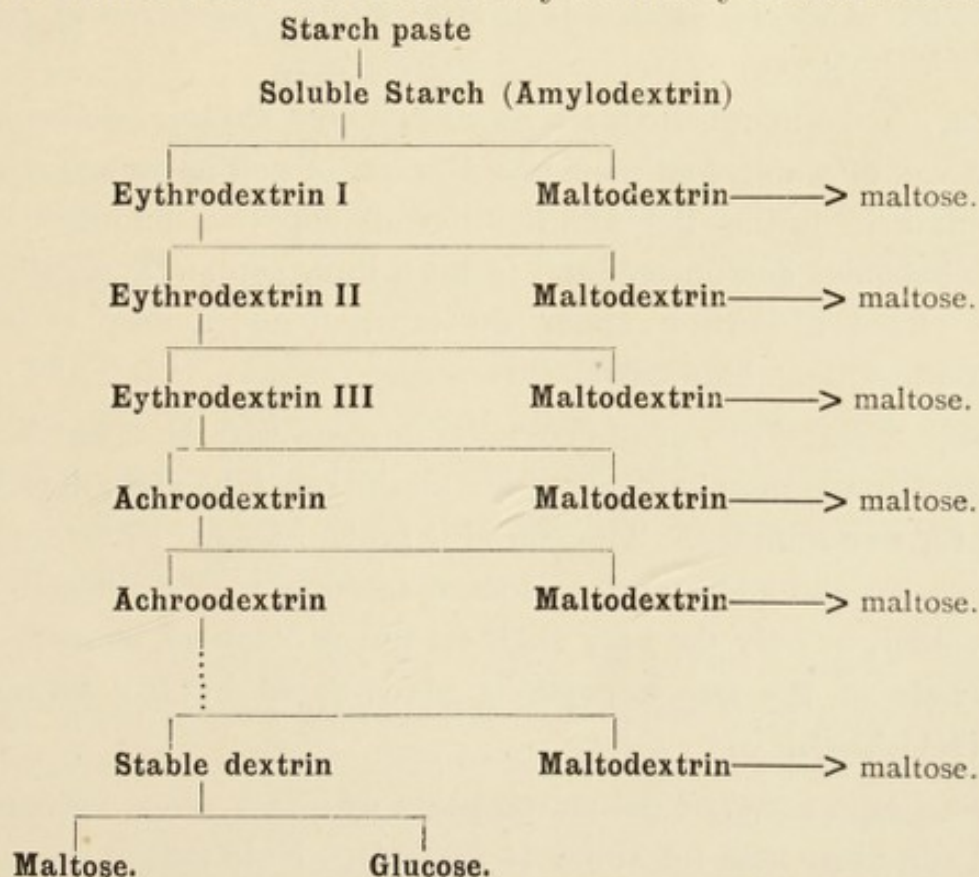 Starch paste
Soluble Starch (Amylodextrin)
Eythrodextrin I Maltodextrin > maltose.
Eythrodextrin II Maltodextrin > maltose.
Eythrodextrin III Maltodextrin > maltose.
Achroodextrin Maltodextrin > maltose.
Achroodextrin Maltodextrin > maltose.
Stable dextrin Maltodextrin > maltose.
Maltose. Glucose.